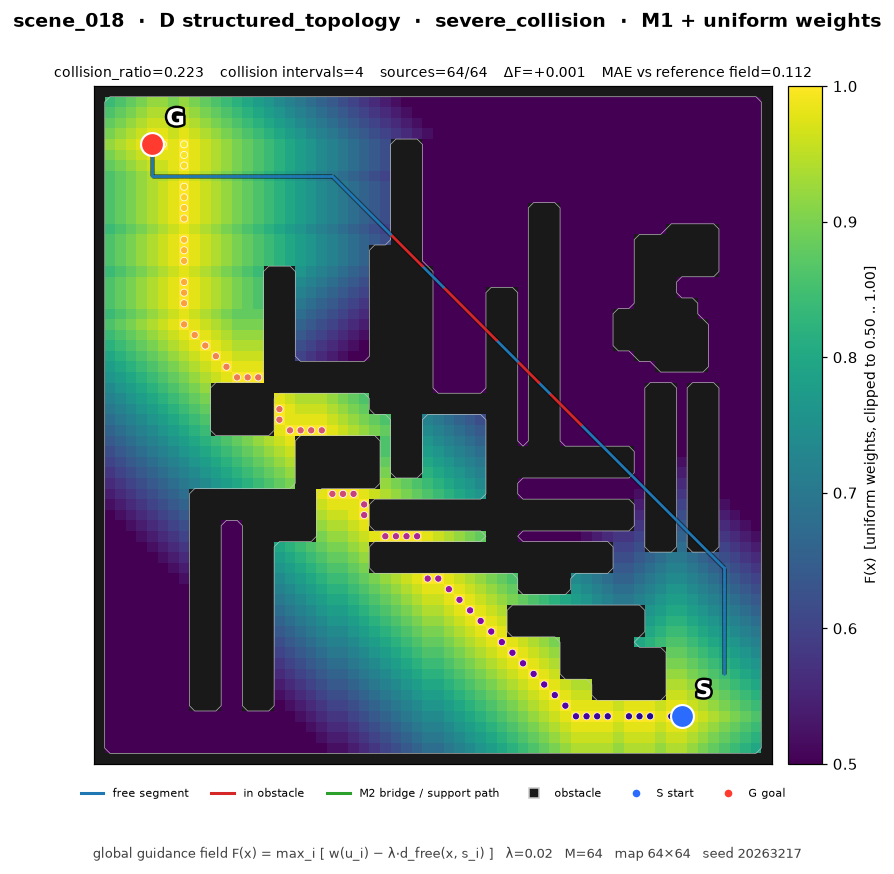 scene_018 · D structured_topology · severe_collision · M1 + uniform weights
collision_ratio=0.223 collision intervals=4 sources=64/64 ΔF=+0.001 MAE vs reference field=0.112
G
S
1.0
0.9
0.8
0.7
0.6
0.5
F(x) [uniform weights, clipped to 0.50 .. 1.00]
free segment
in obstacle
M2 bridge / support path
obstacle
S start
G goal
global guidance field F(x) = max_i [ w(u_i) − λ·d_free(x, s_i) ] λ=0.02 M=64 map 64×64 seed 20263217